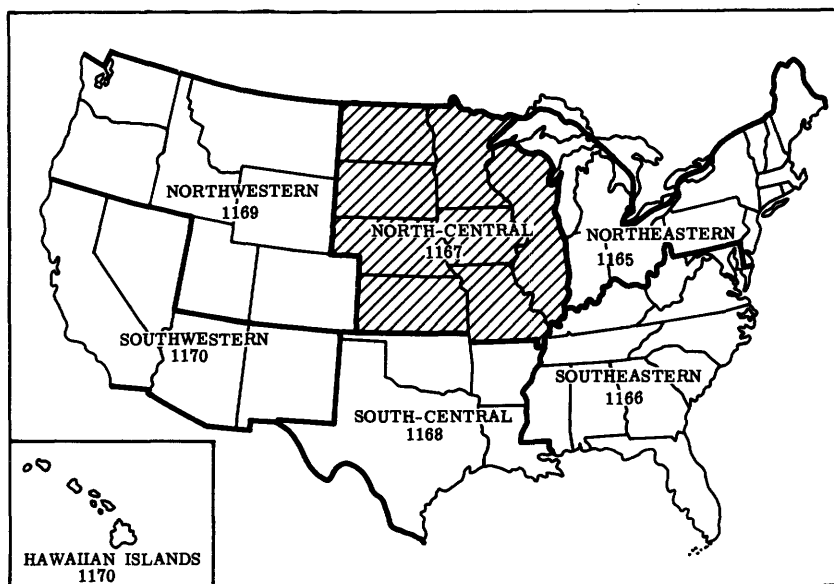 NORTHWESTERN
1169
NORTH-CENTRAL
1167
NORTHEASTERN
1165
SOUTHWESTERN
1170
SOUTHEASTERN
1166
SOUTH-CENTRAL
1168
HAWAIIAN ISLANDS
1170